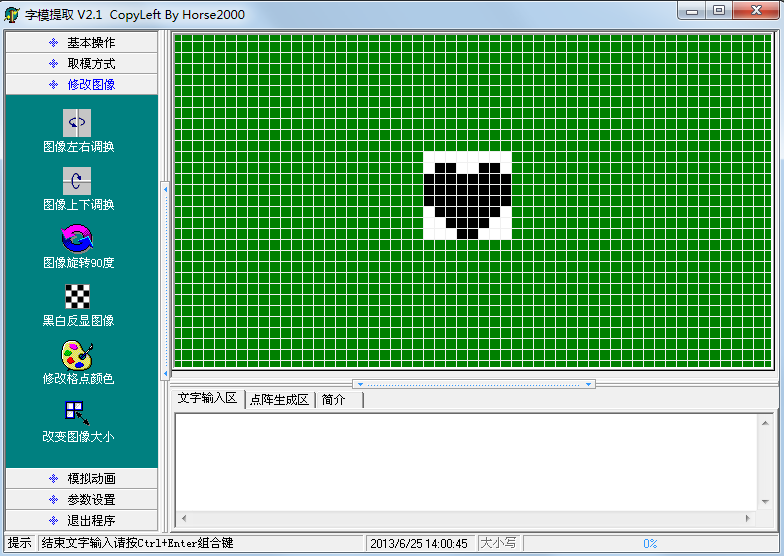 字模提取 V2.1 CopyLeft By Horse2000
基本操作
取模方式
修改图像
图像左右调换
图像上下调换
图像旋转90度
黑白反显图像
修改格点颜色
改变图像大小
模拟动画
参数设置
退出程序
文字输入区 点阵生成区 简介
提示 结束文字输入请按Ctrl+Enter组合键 2013/6/25 14:00:45 大小写 0%